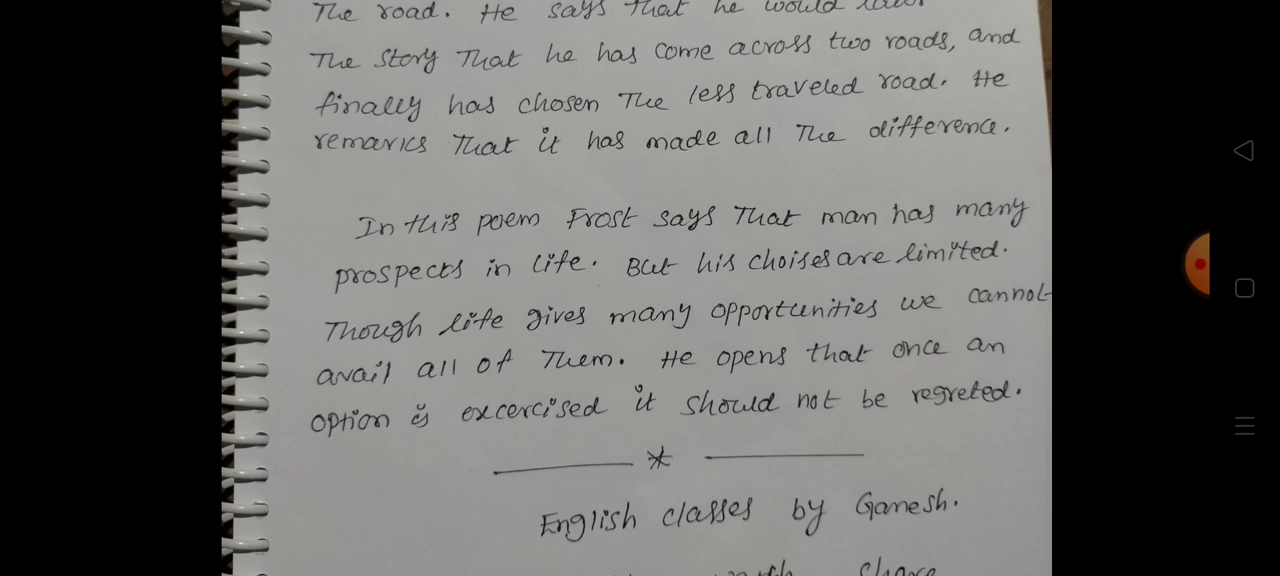 The road. He says That he would
The Story That he has come across two roads, and
finally has chosen The less traveled road. He
remarks That it has made all The difference.
In this poem Frost says That man has many
prospects in life. But his choises are limited.
Though life gives many opportunities we cannot
avail all of Them. He opens that once an
option is excercised it should not be regreted.
English classes by Ganesh.